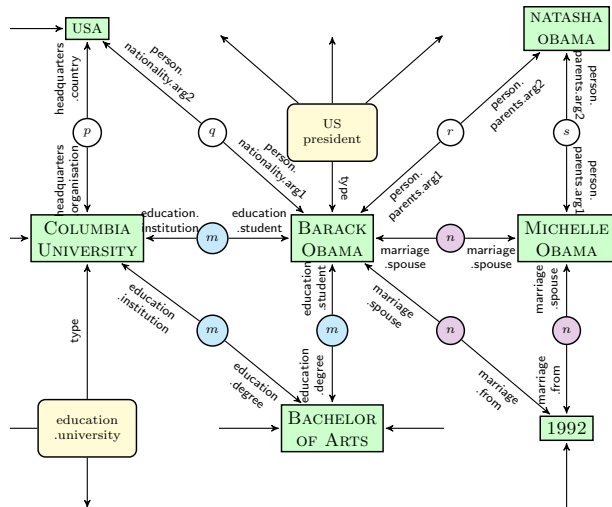 USA
NATASHA
OBAMA
headquarters
.country
person.
nationality.arg2
US
president
person.
parents.arg2
person.
parents.arg2
p
q
r
s
headquarters
organisation
person.
nationality.arg1
type
person.
parents.arg1
person.
parents.arg1
COLUMBIA
UNIVERSITY
education.
institution
m
education
.student
BARACK
OBAMA
marriage
.spouse
n
marriage
.spouse
MICHELLE
OBAMA
type
education
.institution
m
education
.degree
education
.student
m
education
.degree
marriage
.spouse
n
marriage
.from
marriage
.spouse
n
marriage
.from
education
.university
BACHELOR
OF ARTS
1992